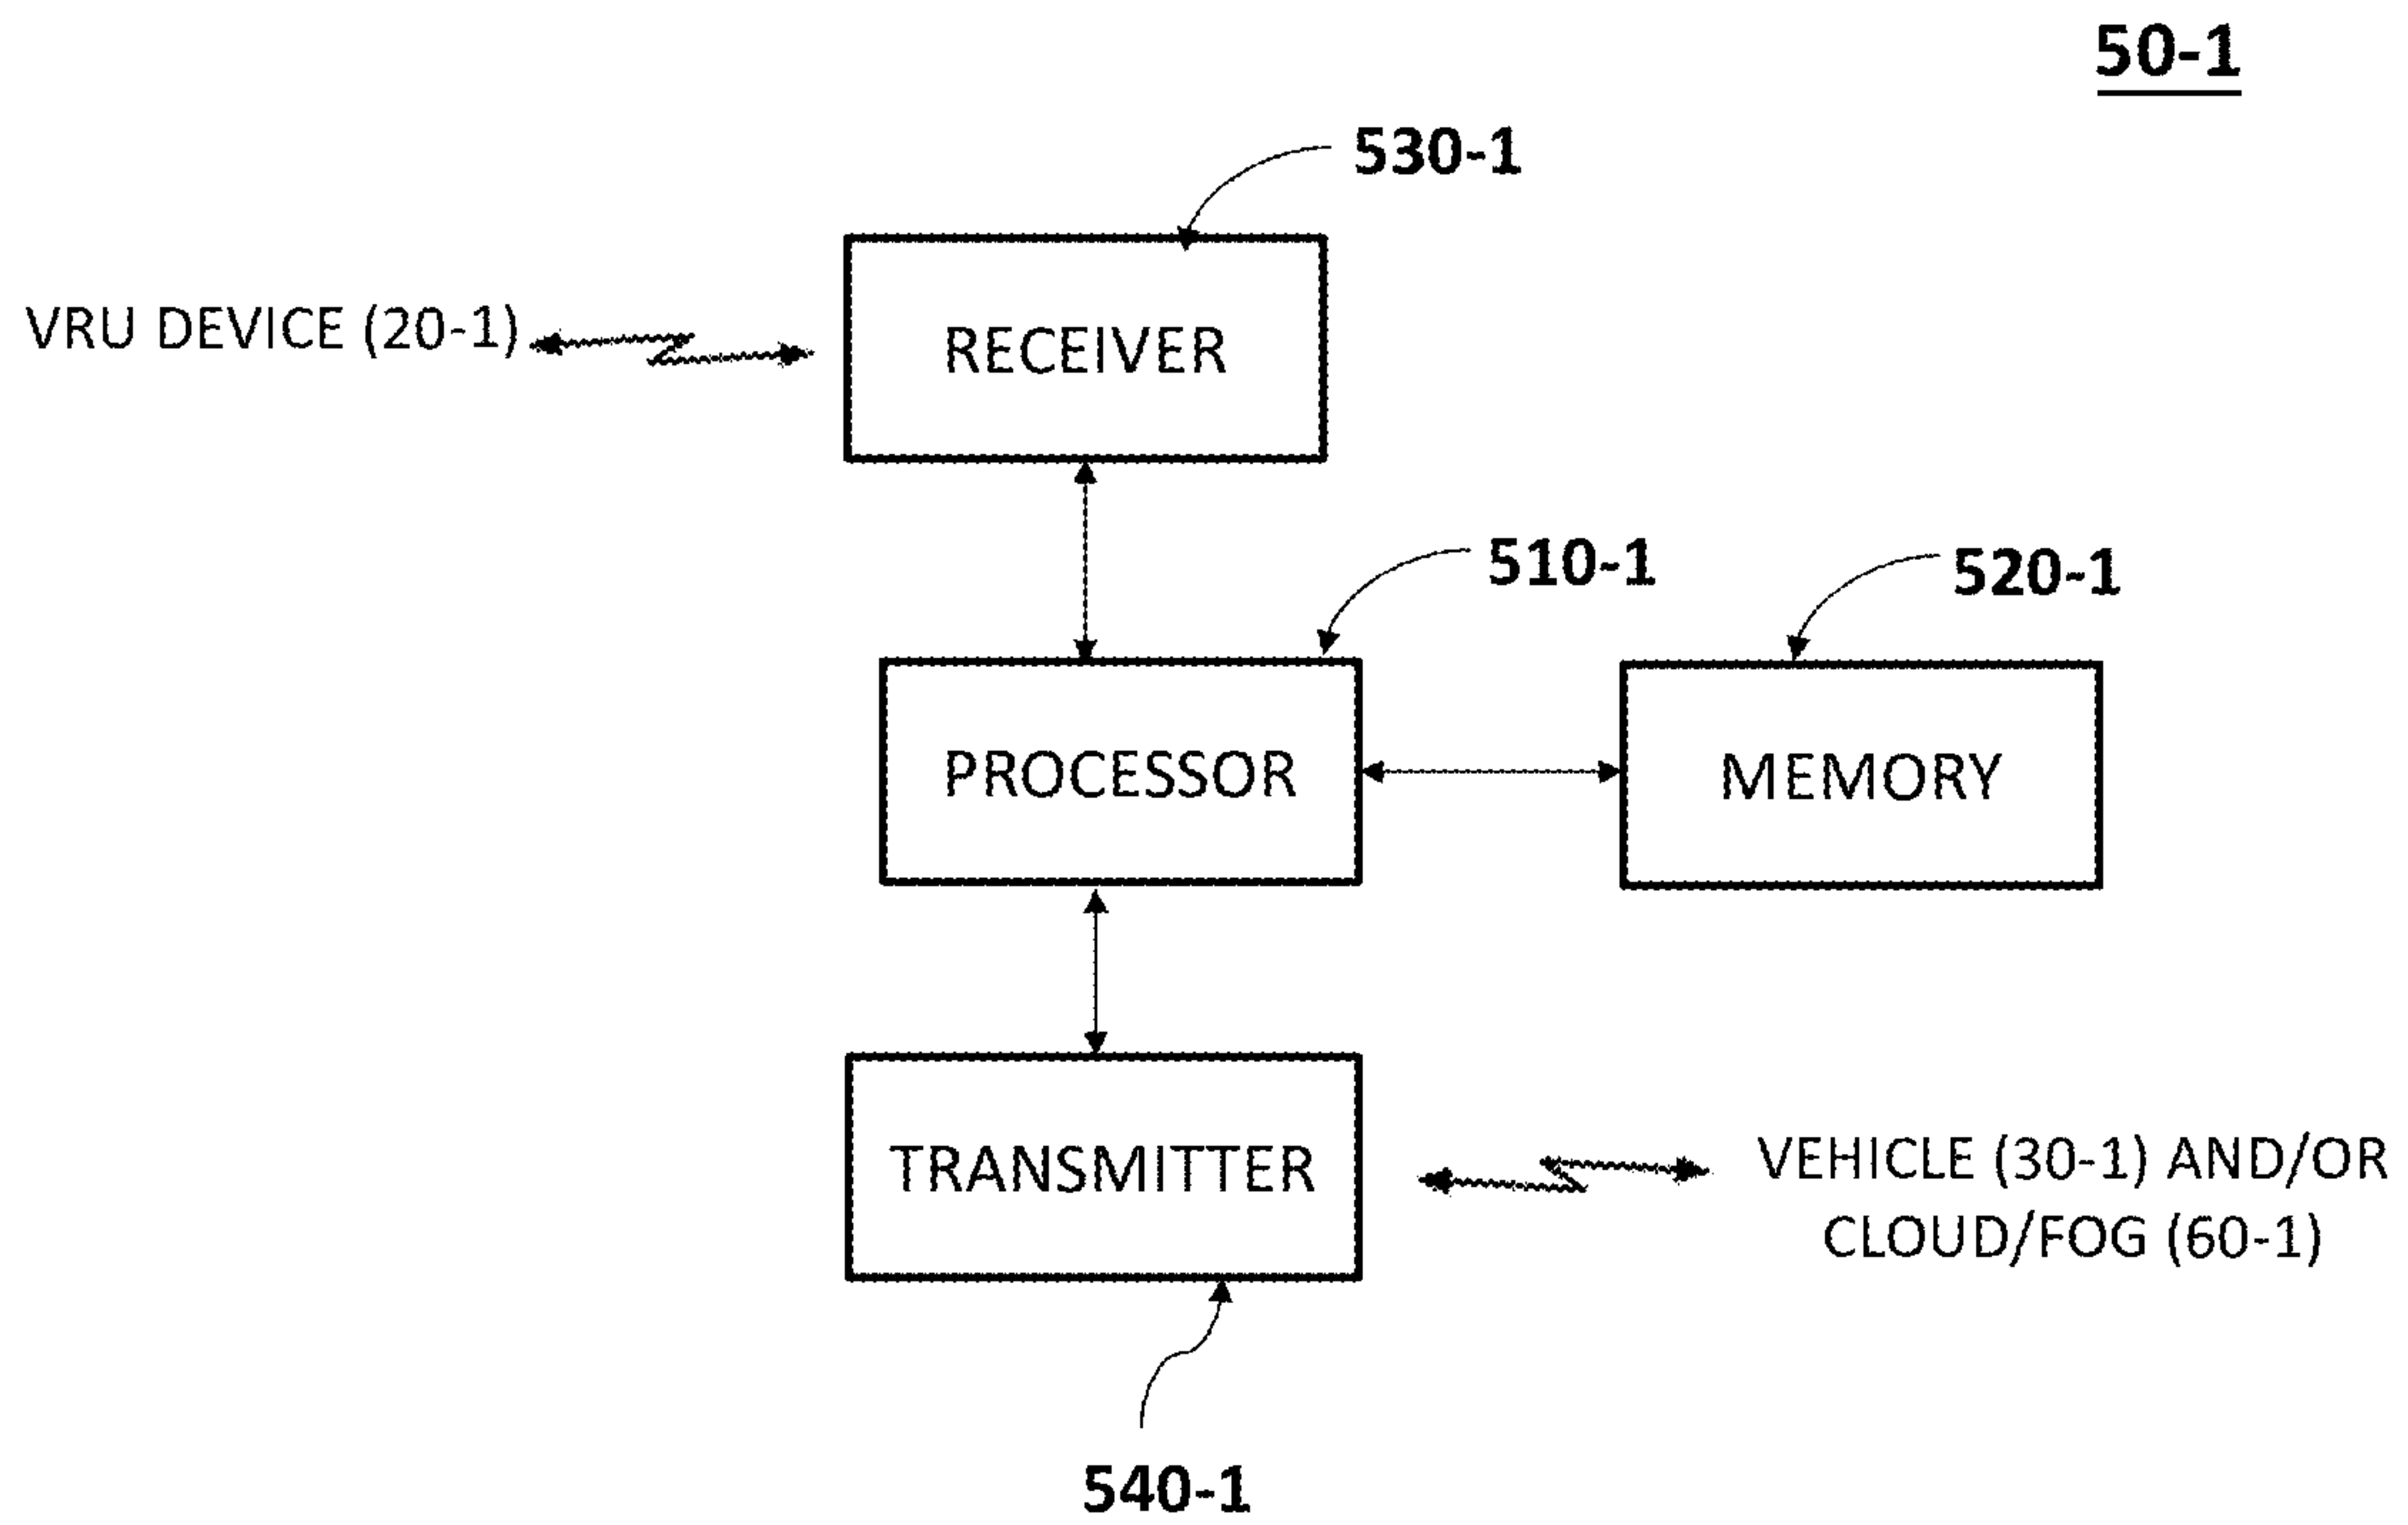 50-1
530-1
VRU DEVICE (20-1)
RECEIVER
510-1
520-1
PROCESSOR
MEMORY
TRANSMITTER
VEHICLE (30-1) AND/OR
CLOUD/FOG (60-1)
540-1